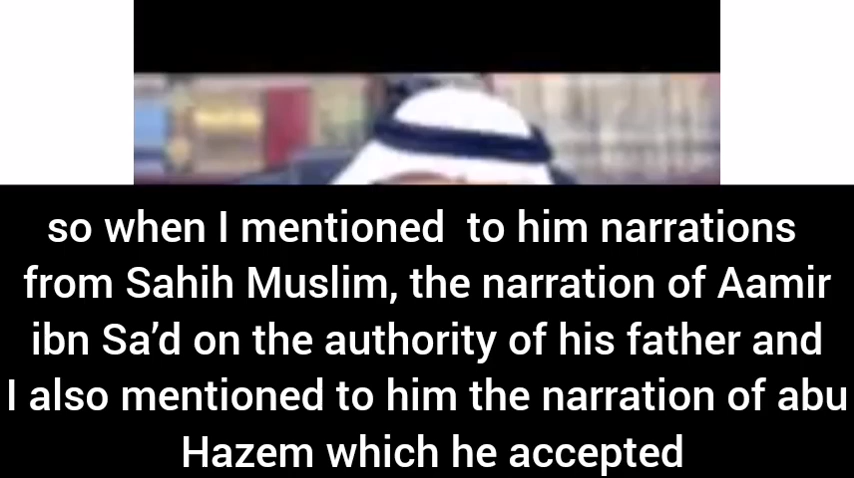 so when I mentioned  to him narrations
from Sahih Muslim, the narration of Aamir
ibn Sa’d on the authority of his father and
I also mentioned to him the narration of abu
Hazem which he accepted